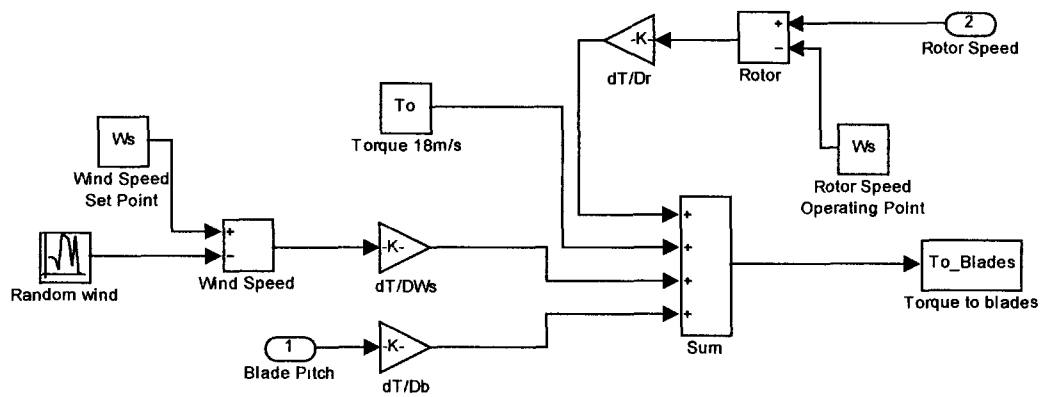 2
Rotor Speed
-K-
dT/Dr
+
−
Rotor
To
Torque 18m/s
Ws
Wind Speed
Set Point
Ws
Rotor Speed
Operating Point
Random wind
+
−
Wind Speed
-K-
dT/DWs
1
Blade Pitch
-K-
dT/Db
+
+
+
+
Sum
To_Blades
Torque to blades